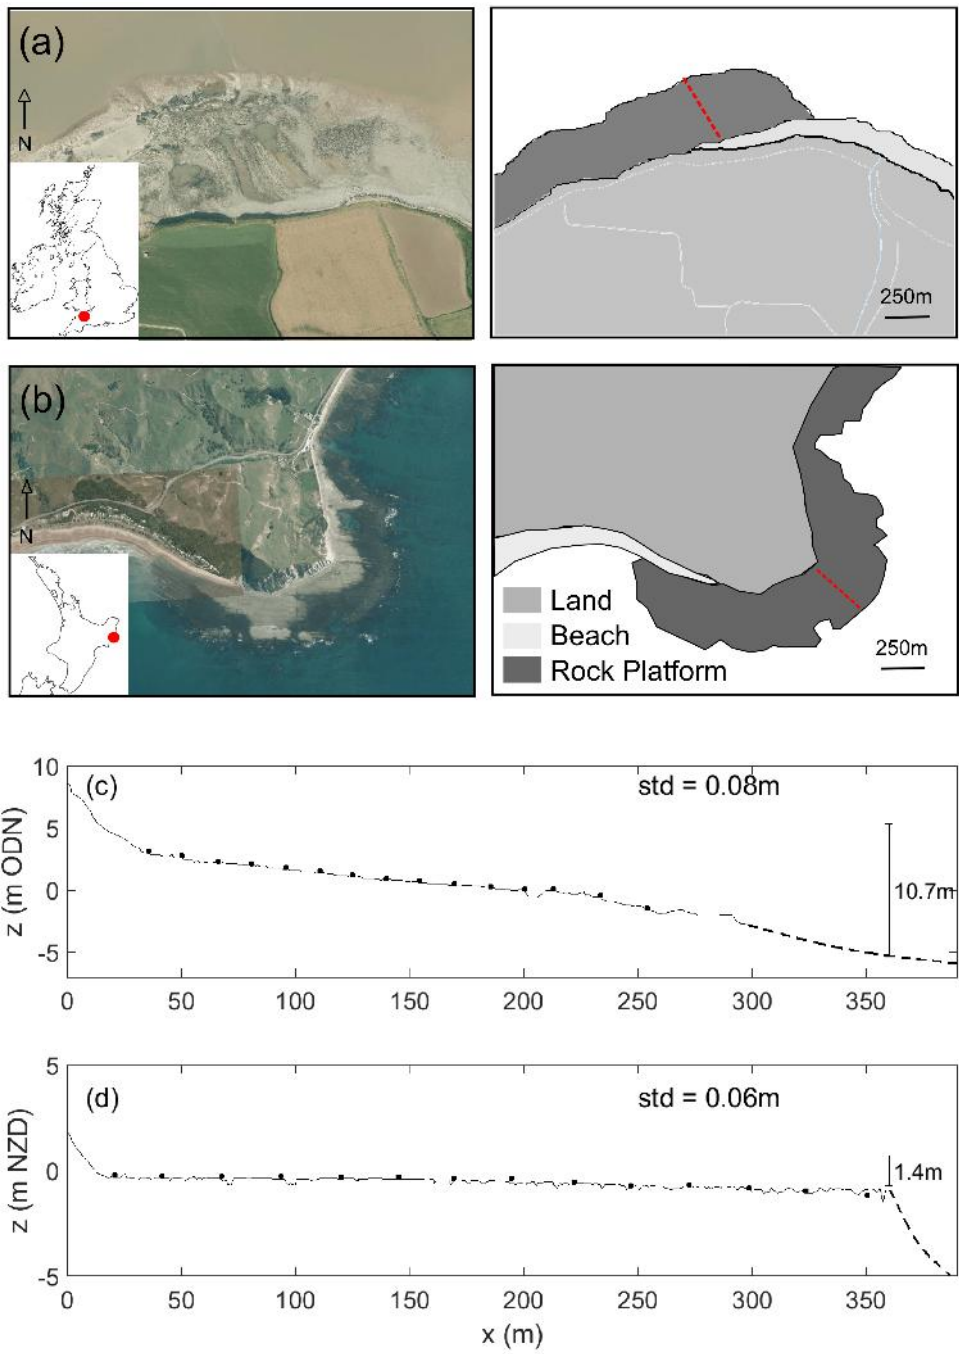 (a)
N
250m
(b)
N
Land
Beach
Rock Platform
250m
(c)
std = 0.08m
10.7m
z (m ODN)
10
5
0
-5
0 50 100 150 200 250 300 350
(d)
std = 0.06m
1.4m
z (m NZD)
5
0
-5
0 50 100 150 200 250 300 350
x (m)